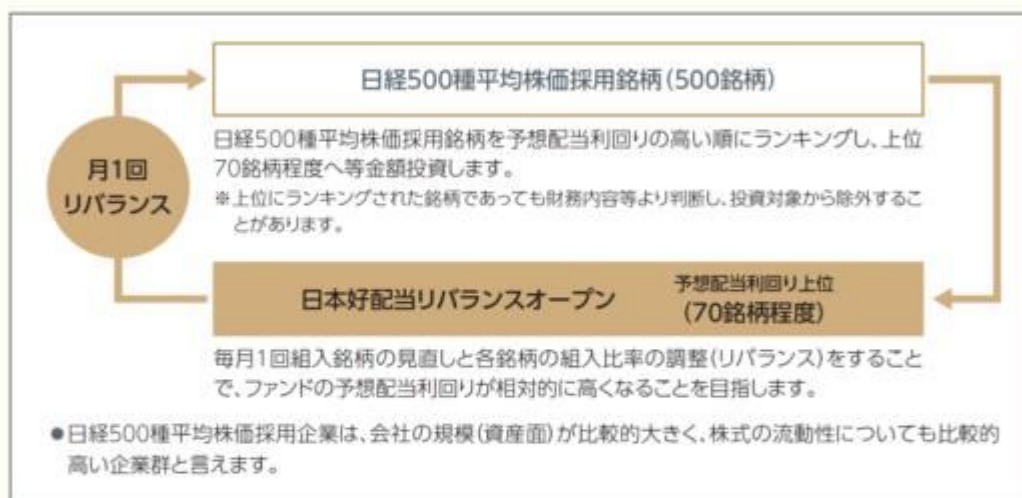 日経500種平均株価採用銘柄(500銘柄)
日経500種平均株価採用銘柄を予想配当利回りの高い順にランキングし、上位
70銘柄程度へ等金額投資します。
※上位にランキングされた銘柄であっても財務内容等より判断し、投資対象から除外するこ
とがあります。
月1回
リバランス
日本好配当リバランスオープン
予想配当利回り上位
(70銘柄程度)
毎月1回組入銘柄の見直しと各銘柄の組入比率の調整(リバランス)をすること
で、ファンドの予想配当利回りが相対的に高くなることを目指します。
●日経500種平均株価採用企業は、会社の規模(資産面)が比較的大きく、株式の流動性についても比較的
高い企業群と言えます。